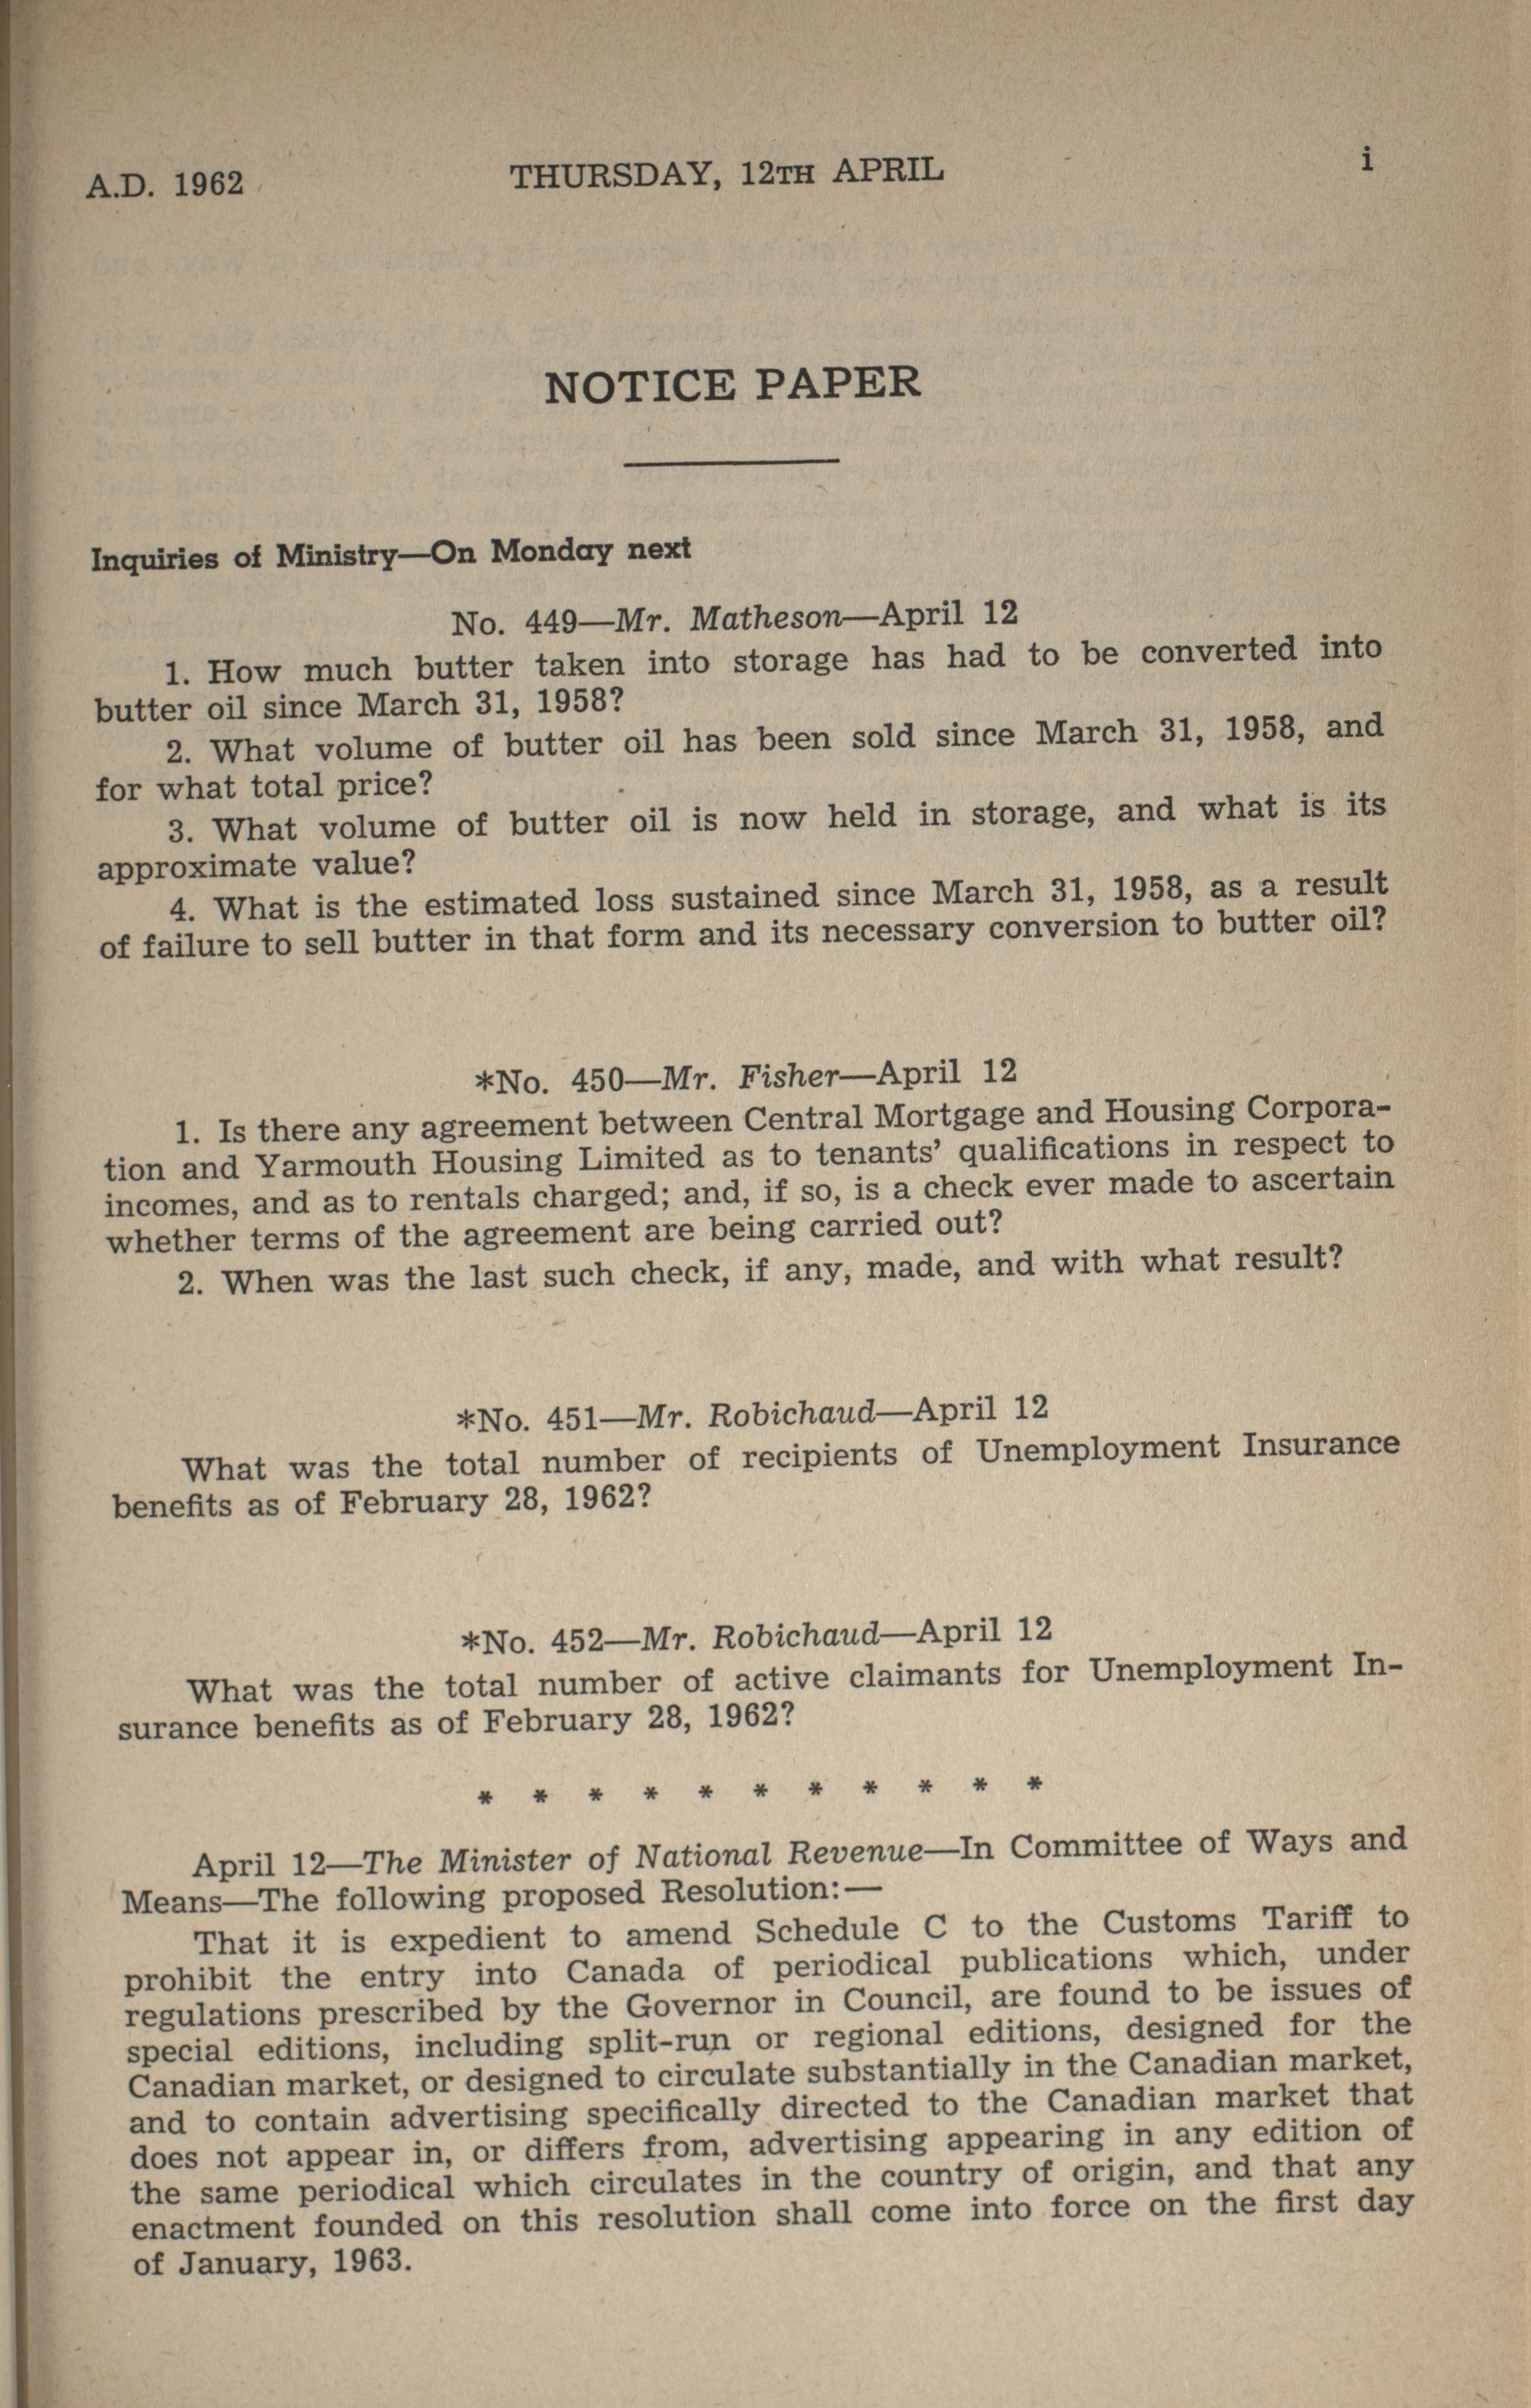 A.D. 1962 THURSDAY, 12TH APRIL i
NOTICE PAPER
Inquiries of Ministry—On Monday next
No. 449—Mr. Matheson—April 12
1. How much butter taken into storage has had to be converted into
butter oil since March 31, 1958?
2. What volume of butter oil has been sold since March 31, 1958, and
for what total price?
3. What volume of butter oil is now held in storage, and what is its
approximate value?
4. What is the estimated loss sustained since March 31, 1958, as a result
of failure to sell butter in that form and its necessary conversion to butter oil?
*No. 450—Mr. Fisher—April 12
1. Is there any agreement between Central Mortgage and Housing Corpora-
tion and Yarmouth Housing Limited as to tenants' qualifications in respect to
incomes, and as to rentals charged; and, if so, is a check ever made to ascertain
whether terms of the agreement are being carried out?
2. When was the last such check, if any, made, and with what result?
*No. 451—Mr. Robichaud—April 12
What was the total number of recipients of Unemployment Insurance
benefits as of February 28, 1962?
*No. 452—Mr. Robichaud—April 12
What was the total number of active claimants for Unemployment In-
surance benefits as of February 28, 1962?
* * * * * * * * * * *
April 12—The Minister of National Revenue—In Committee of Ways and
Means—The following proposed Resolution:—
That it is expedient to amend Schedule C to the Customs Tariff to
prohibit the entry into Canada of periodical publications which, under
regulations prescribed by the Governor in Council, are found to be issues of
special editions, including split-run or regional editions, designed for the
Canadian market, or designed to circulate substantially in the Canadian market,
and to contain advertising specifically directed to the Canadian market that
does not appear in, or differs from, advertising appearing in any edition of
the same periodical which circulates in the country of origin, and that any
enactment founded on this resolution shall come into force on the first day
of January, 1963.